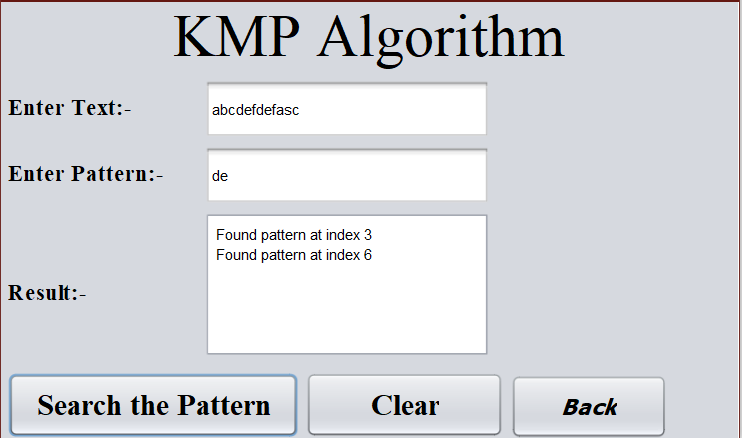 KMP Algorithm
Enter Text:-
abcdefdefasc
Enter Pattern:-
de
Found pattern at index 3
Found pattern at index 6
Result:-
Search the Pattern
Clear
Back